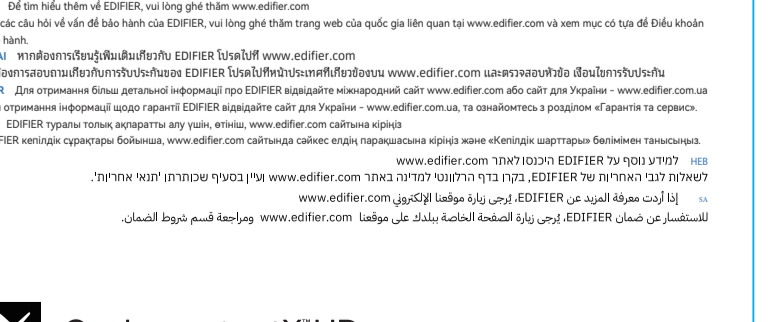 Để tìm hiểu thêm về EDIFIER, vui lòng ghé thăm www.edifier.com
các câu hỏi về vấn đề bảo hành của EDIFIER, vui lòng ghé thăm trang web của quốc gia liên quan tại www.edifier.com và xem mục có tựa đề Điều khoản
hành.
AI หากต้องการเรียนรู้เพิ่มเติมเกี่ยวกับ EDIFIER โปรดไปที่ www.edifier.com
องการสอบถามเกี่ยวกับการรับประกันของ EDIFIER โปรดไปที่หน้าประเทศที่เกี่ยวข้องบน www.edifier.com และตรวจสอบหัวข้อ เงื่อนไขการรับประกัน
R Для отримання більш детальної інформації про EDIFIER відвідайте міжнародний сайт www.edifier.com або сайт для України – www.edifier.com.ua
отримання інформації щодо гарантії EDIFIER відвідайте сайт для України – www.edifier.com.ua, та ознайомтесь з розділом «Гарантія та сервис».
EDIFIER туралы толық ақпаратты алу үшін, өтініш, www.edifier.com сайтына кіріңіз
FIER кепілдік сұрақтары бойынша, www.edifier.com сайтында сәйкес елдің парақшасына кіріңіз және «Кепілдік шарттары» бөлімімен танысыңыз.
HEB למידע נוסף על EDIFIER היכנסו לאתר www.edifier.com
לשאלות לגבי האחריות של EDIFIER, בקרו בדף הרלוונטי למדינה באתר www.edifier.com ועיין בסעיף שכותרתו 'תנאי אחריות'.
SA إذا أردت معرفة المزيد عن EDIFIER، يُرجى زيارة موقعنا الإلكتروني www.edifier.com
للاستفسار عن ضمان EDIFIER، يُرجى زيارة الصفحة الخاصة ببلدك على موقعنا www.edifier.com ومراجعة قسم شروط الضمان.